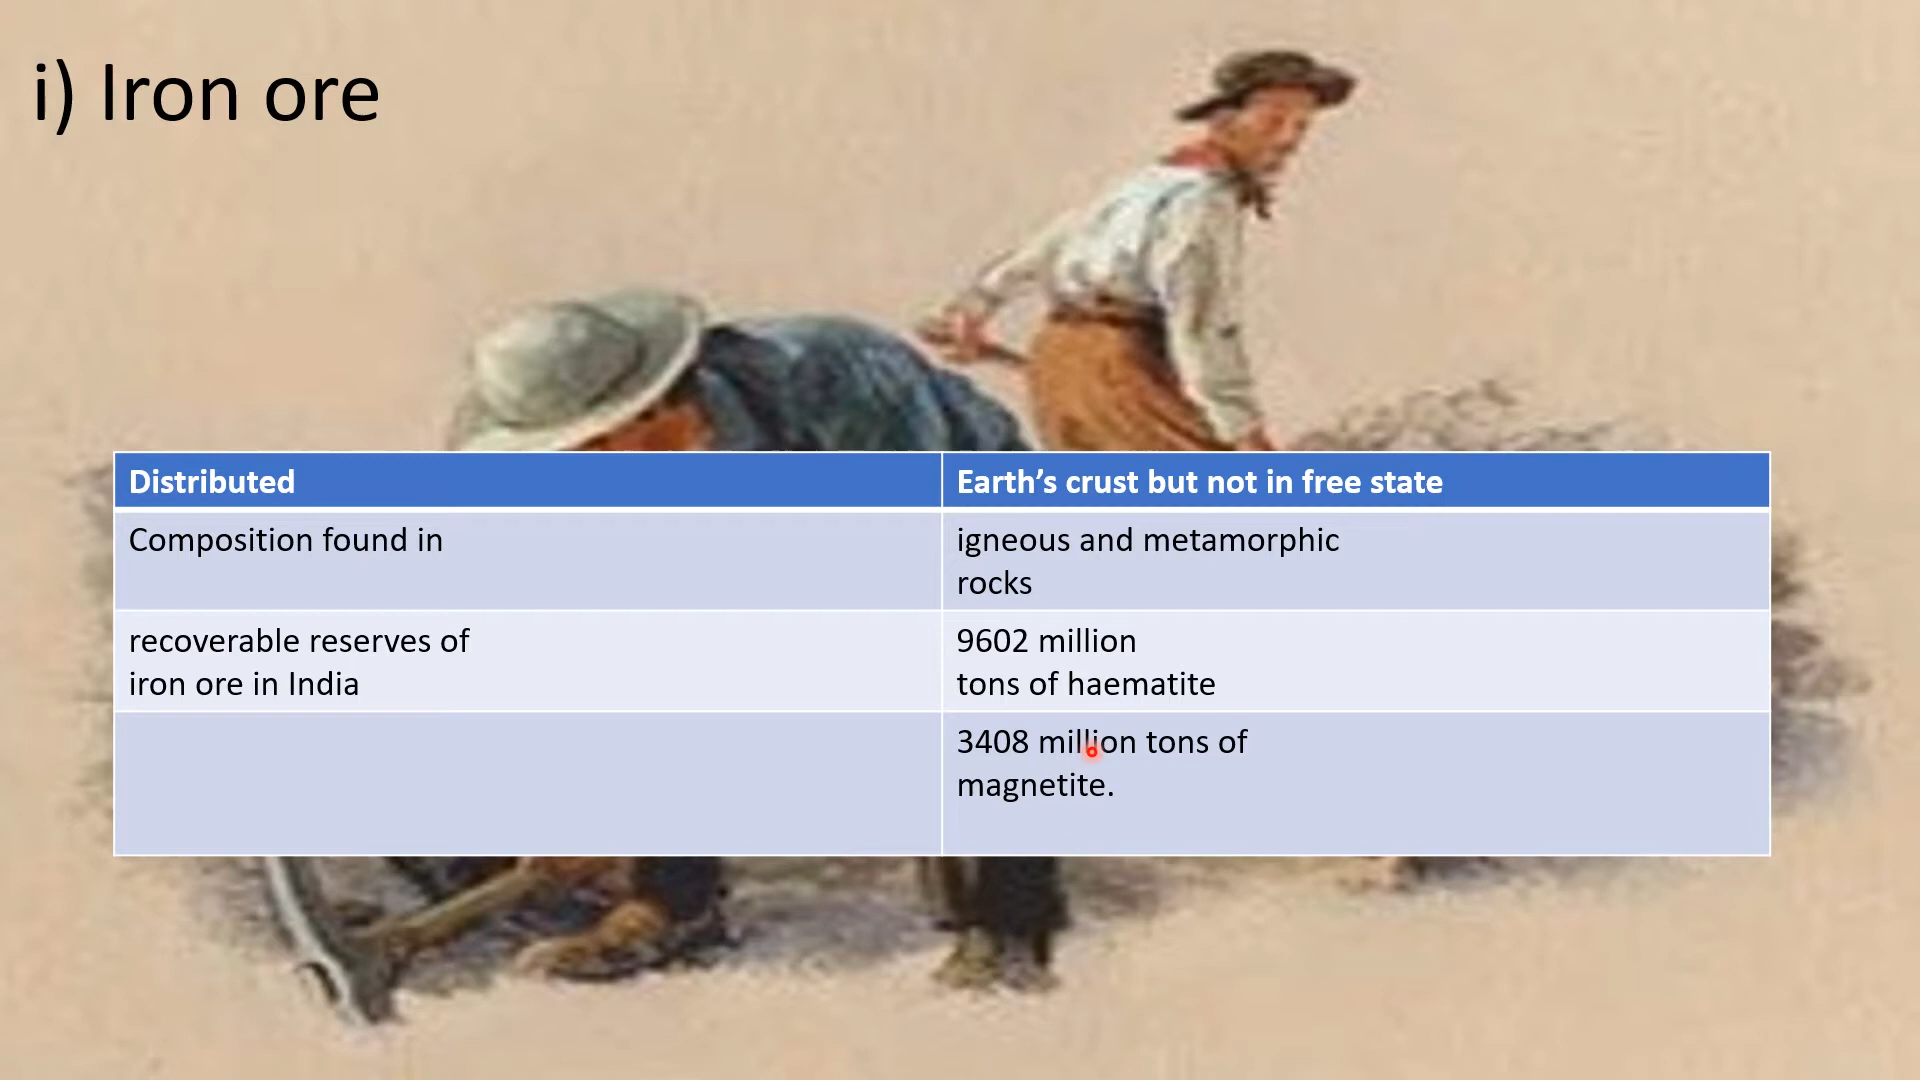 i) Iron ore
Distributed
Earth’s crust but not in free state
Composition found in
igneous and metamorphic
rocks
recoverable reserves of
iron ore in India
9602 million
tons of haematite
3408 million tons of
magnetite.